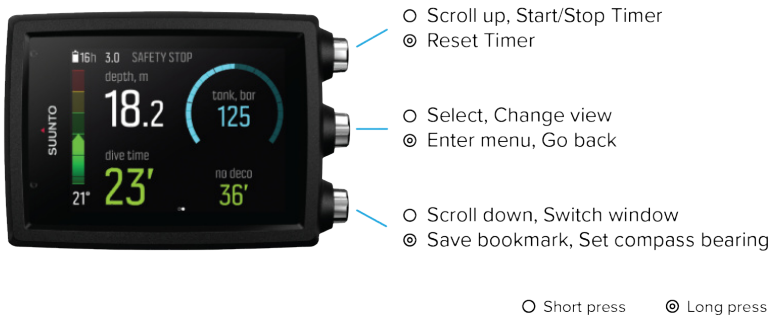 Scroll up, Start/Stop Timer
Reset Timer
16h 3.0 SAFETY STOP
depth, m
18.2
tank, bar
125
SUUNTO
Select, Change view
Enter menu, Go back
dive time
23'
no deco
36'
21°
Scroll down, Switch window
Save bookmark, Set compass bearing
Short press
Long press